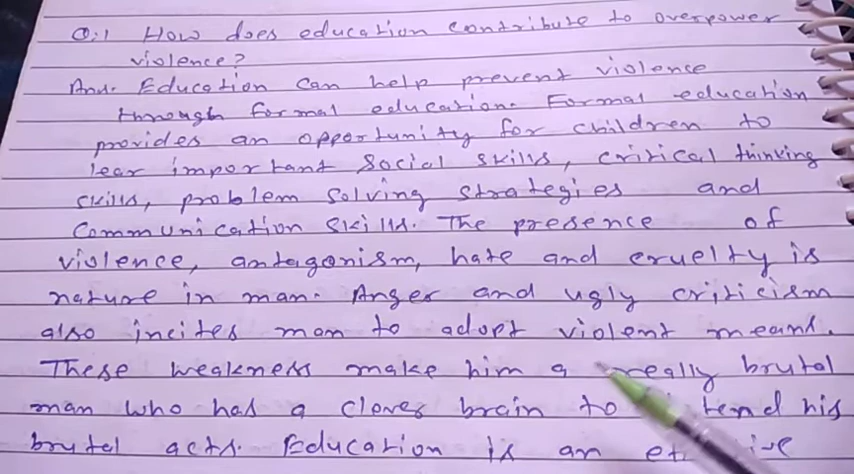 Q:1 How does education contribute to overpower
violence?
Ans. Education can help prevent violence
through formal education. Formal education
provides an opportunity for children to
lear important social skills, critical thinking
skills, problem solving strategies and
communication skills. The presence of
violence, antagonism, hate and cruelty is
nature in man. Anger and ugly criticism
also incites man to adopt violent means.
These weakness make him a really brutal
man who has a clover brain to tend his
brutal acts. Education is an